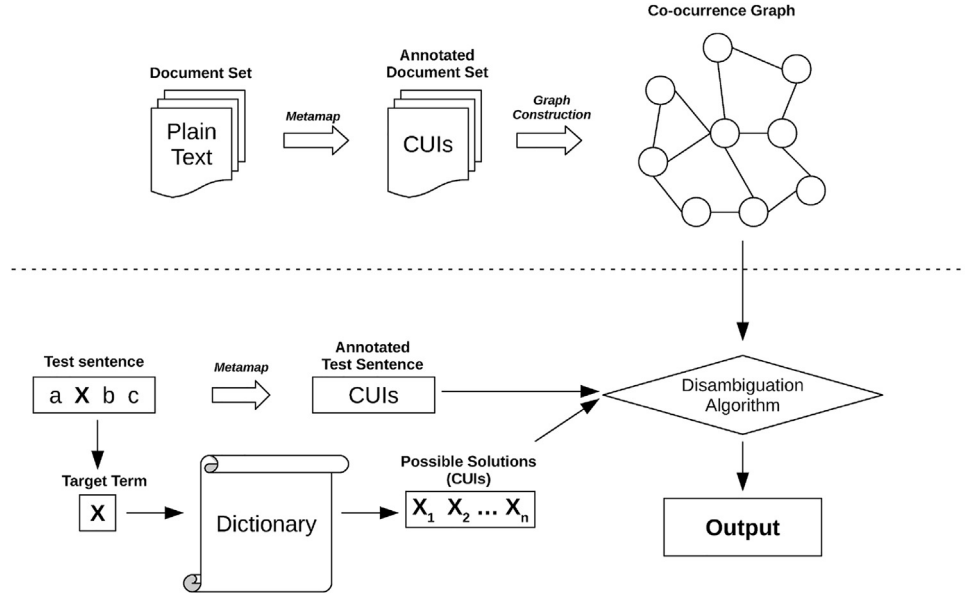 Co-ocurrence Graph
Document Set
Plain
Text
Metamap
Annotated
Document Set
CUIs
Graph
Construction
Test sentence
a X b c
Metamap
Annotated
Test Sentence
CUIs
Disambiguation
Algorithm
Target Term
X
Dictionary
Possible Solutions
(CUIs)
X1 X2 ... Xn
Output